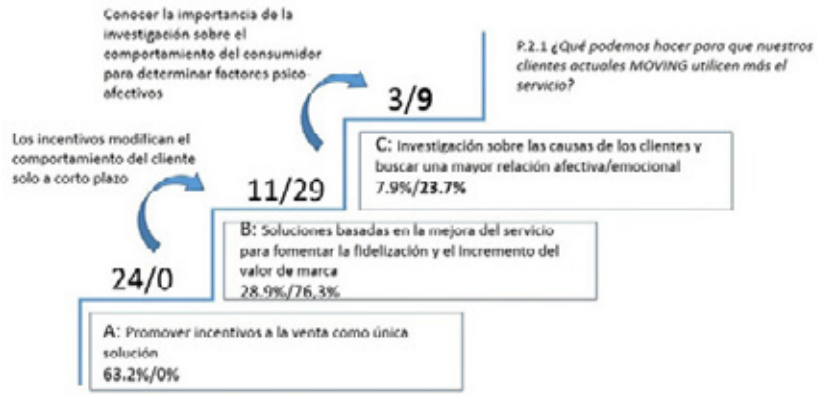 Conocer la importancia de la
investigación sobre el
comportamiento del consumidor
para determinar factores psico-
afectivos
P.2.1 ¿Qué podemos hacer para que nuestros
clientes actuales MOVING utilicen más el
servicio?
3/9
Los incentivos modifican el
comportamiento del cliente
solo a corto plazo
C: Investigación sobre las causas de los clientes y
buscar una mayor relación afectiva/emocional
7.9%/23.7%
11/29
B: Soluciones basadas en la mejora del servicio
para fomentar la fidelización y el incremento del
valor de marca
28.9%/76,3%
24/0
A: Promover incentivos a la venta como única
solución
63.2%/0%